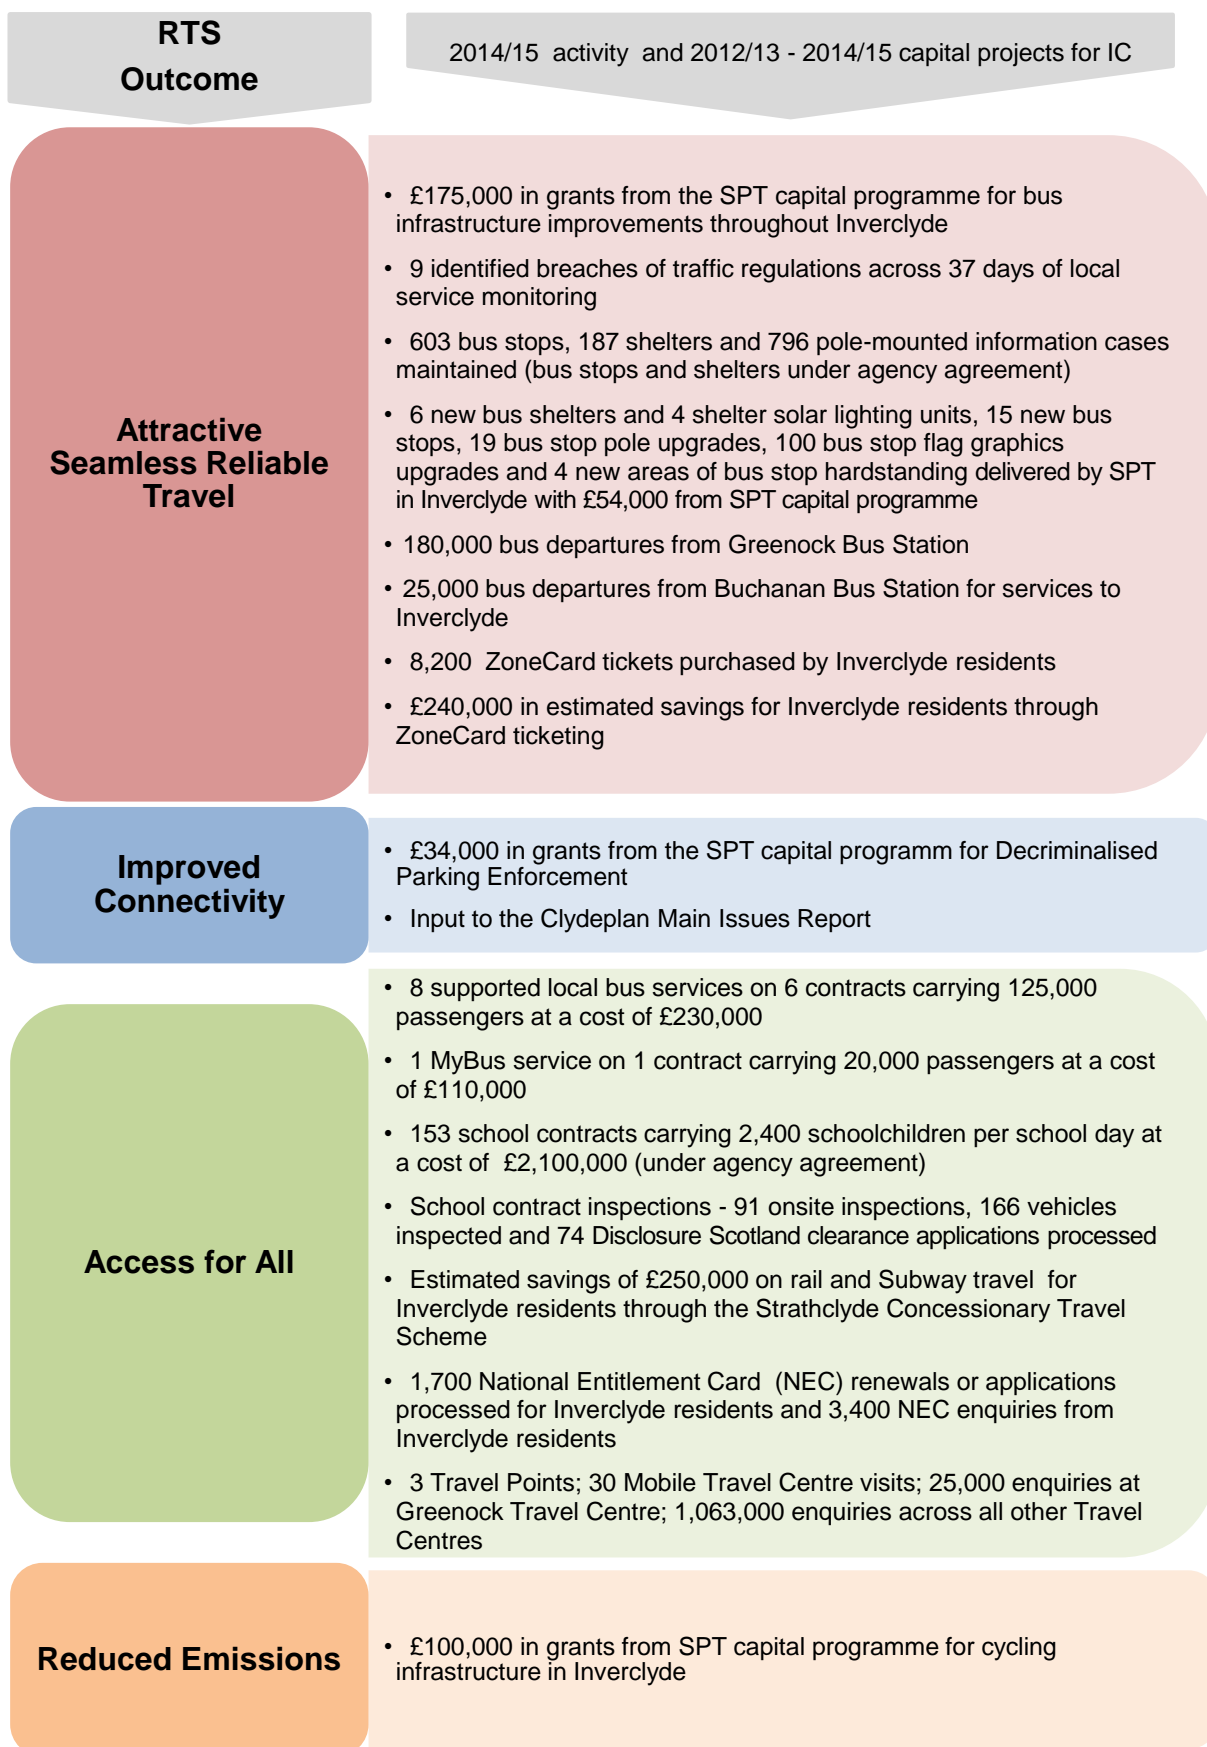 RTS
Outcome
2014/15 activity and 2012/13 - 2014/15 capital projects for IC
Attractive
Seamless Reliable
Travel
• £175,000 in grants from the SPT capital programme for bus
infrastructure improvements throughout Inverclyde
• 9 identified breaches of traffic regulations across 37 days of local
service monitoring
• 603 bus stops, 187 shelters and 796 pole-mounted information cases
maintained (bus stops and shelters under agency agreement)
• 6 new bus shelters and 4 shelter solar lighting units, 15 new bus
stops, 19 bus stop pole upgrades, 100 bus stop flag graphics
upgrades and 4 new areas of bus stop hardstanding delivered by SPT
in Inverclyde with £54,000 from SPT capital programme
• 180,000 bus departures from Greenock Bus Station
• 25,000 bus departures from Buchanan Bus Station for services to
Inverclyde
• 8,200 ZoneCard tickets purchased by Inverclyde residents
• £240,000 in estimated savings for Inverclyde residents through
ZoneCard ticketing
Improved
Connectivity
• £34,000 in grants from the SPT capital programm for Decriminalised
Parking Enforcement
• Input to the Clydeplan Main Issues Report
Access for All
• 8 supported local bus services on 6 contracts carrying 125,000
passengers at a cost of £230,000
• 1 MyBus service on 1 contract carrying 20,000 passengers at a cost
of £110,000
• 153 school contracts carrying 2,400 schoolchildren per school day at
a cost of £2,100,000 (under agency agreement)
• School contract inspections - 91 onsite inspections, 166 vehicles
inspected and 74 Disclosure Scotland clearance applications processed
• Estimated savings of £250,000 on rail and Subway travel for
Inverclyde residents through the Strathclyde Concessionary Travel
Scheme
• 1,700 National Entitlement Card (NEC) renewals or applications
processed for Inverclyde residents and 3,400 NEC enquiries from
Inverclyde residents
• 3 Travel Points; 30 Mobile Travel Centre visits; 25,000 enquiries at
Greenock Travel Centre; 1,063,000 enquiries across all other Travel
Centres
Reduced Emissions
• £100,000 in grants from SPT capital programme for cycling
infrastructure in Inverclyde